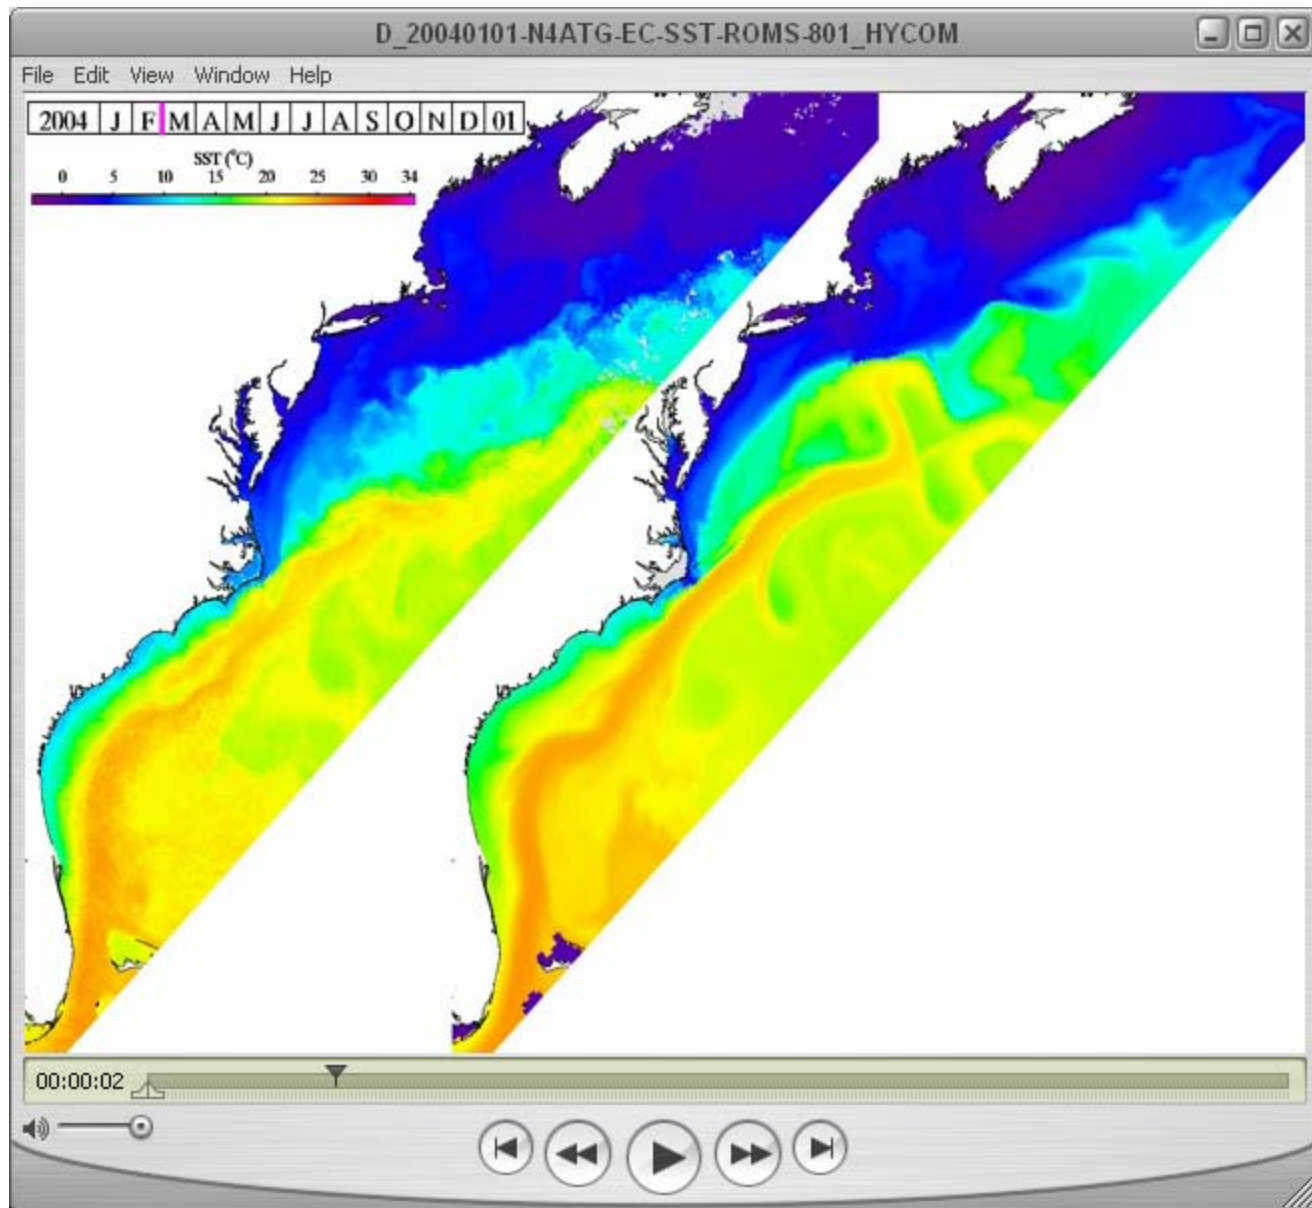 D_20040101-N4ATG-EC-SST-ROMS-801_HYCOM
File Edit View Window Help
2004 J F M A M J J A S O N D 01
SST (°C)
0 5 10 15 20 25 30 34
00:00:02